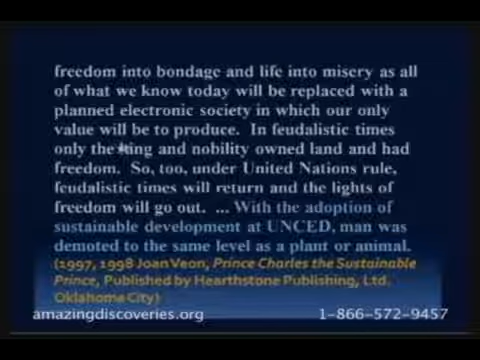 freedom into bondage and life into misery as all
of what we know today will be replaced with a
planned electronic society in which our only
value will be to produce. In feudalistic times
only the king and nobility owned land and had
freedom. So, too, under United Nations rule,
feudalistic times will return and the lights of
freedom will go out. ... With the adoption of
sustainable development at UNCED, man was
demoted to the same level as a plant or animal.
(1997, 1998 Joan Veon, Prince Charles the Sustainable
Prince, Published by Hearthstone Publishing, Ltd.
Oklahoma City)
amazingdiscoveries.org 1-866-572-9457